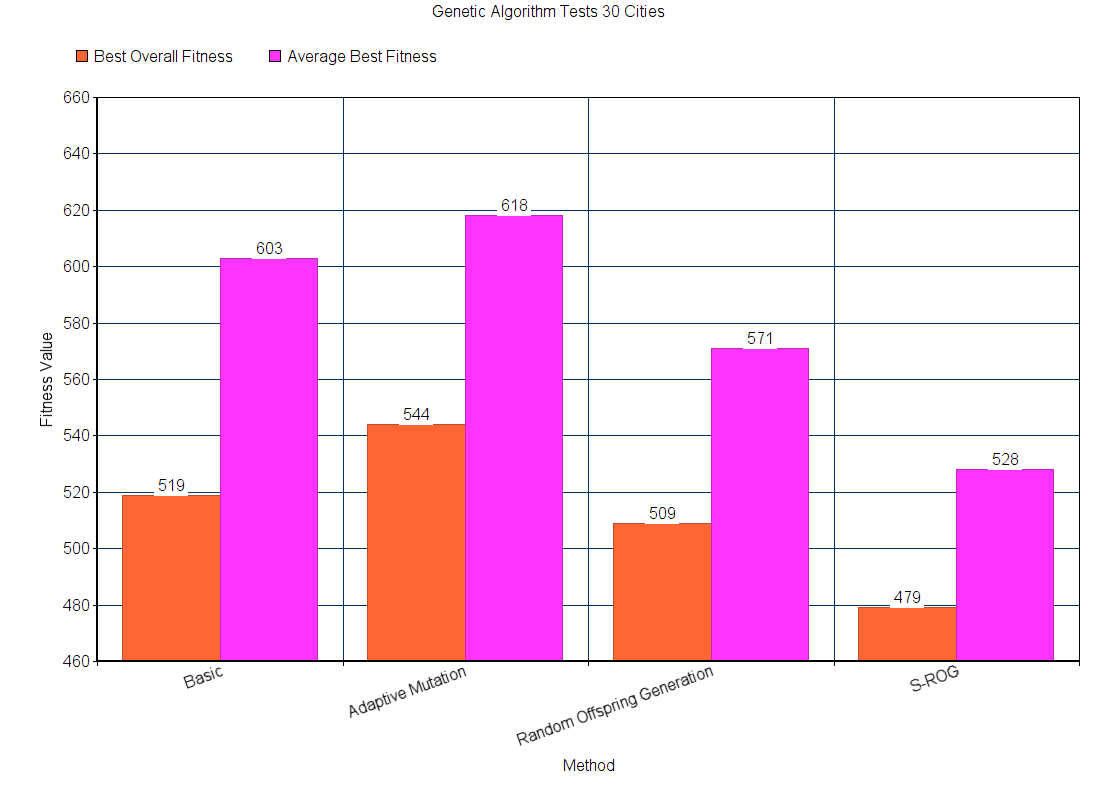 Genetic Algorithm Tests 30 Cities
Best Overall Fitness
Average Best Fitness
660
640
620
600
580
560
540
520
500
480
460
Fitness Value
519
603
544
618
509
571
479
528
Basic
Adaptive Mutation
Random Offspring Generation
S-ROG
Method